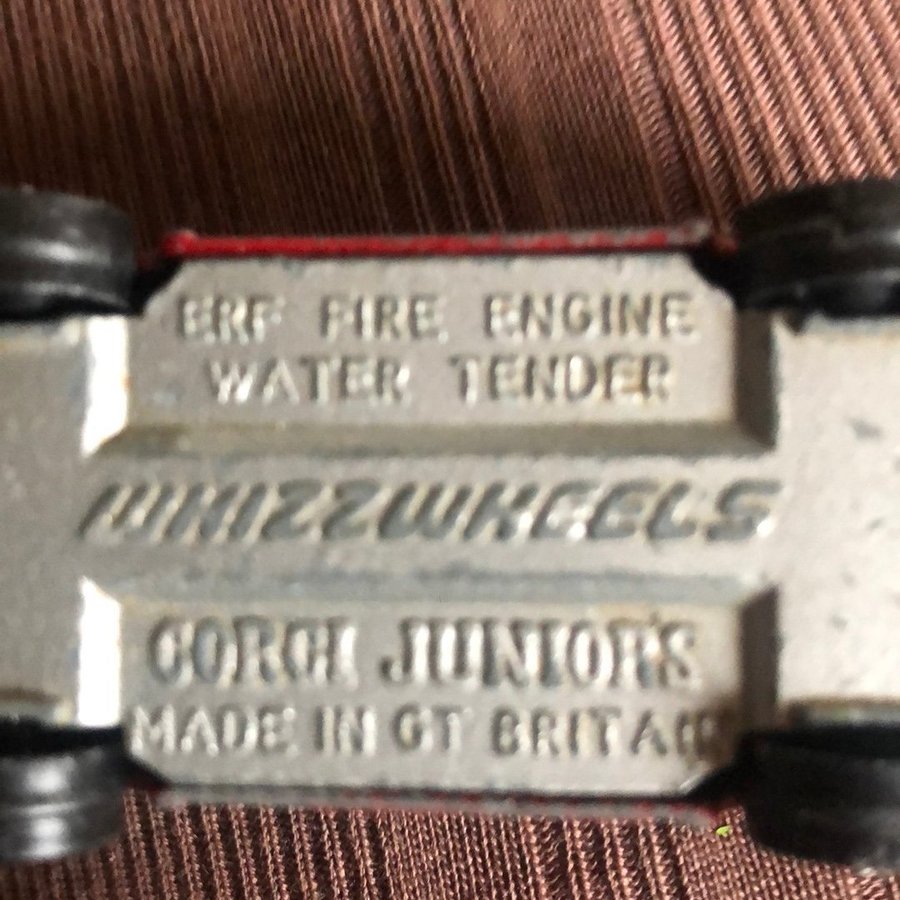 ERF FIRE ENGINE
WATER TENDER
WHIZZWHEELS
CORGI JUNIORS
MADE IN GT BRITAIN